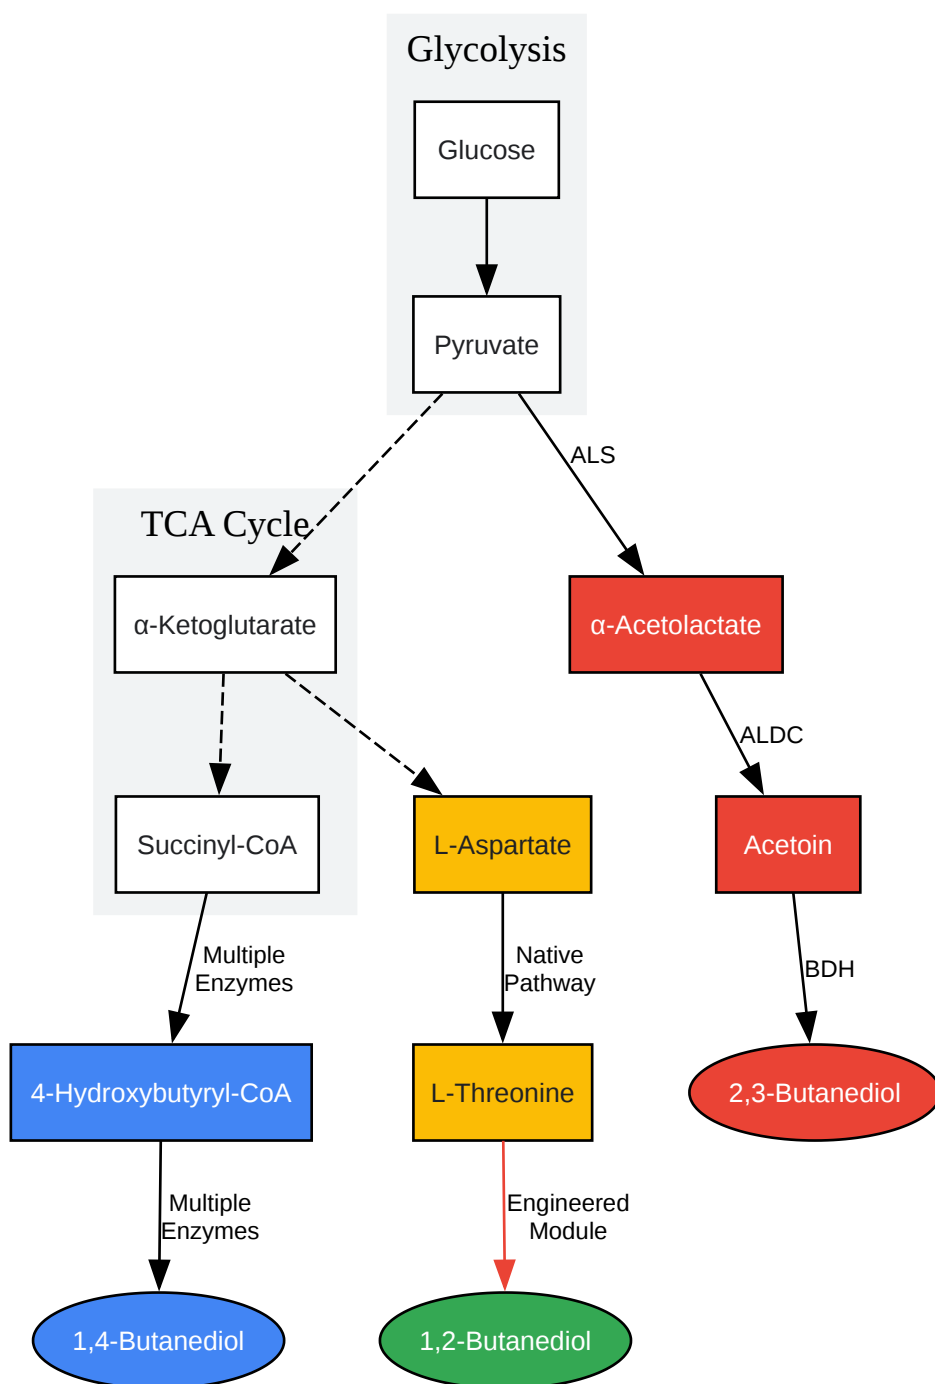 Glycolysis
Glucose
Pyruvate
ALS
TCA Cycle
α-Ketoglutarate
α-Acetolactate
ALDC
Succinyl-CoA
L-Aspartate
Acetoin
Multiple
Enzymes
Native
Pathway
BDH
4-Hydroxybutyryl-CoA
L-Threonine
2,3-Butanediol
Multiple
Enzymes
Engineered
Module
1,4-Butanediol
1,2-Butanediol